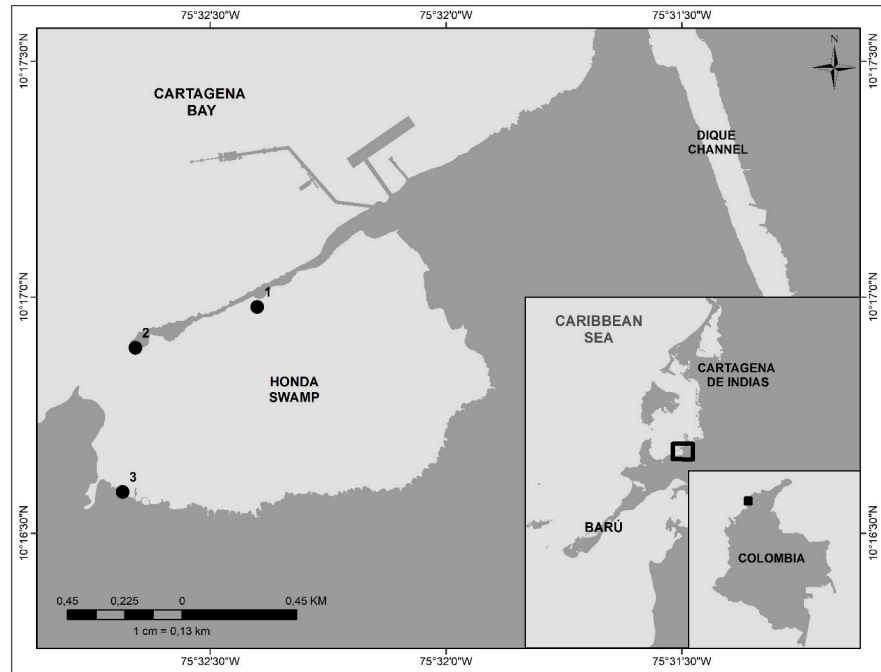 75°32'30"W
75°32'0"W
75°31'30"W
10°17'30"N
10°17'30"N
N
CARTAGENA
BAY
DIQUE
CHANNEL
1
10°17'0"N
10°17'0"N
2
HONDA
SWAMP
CARIBBEAN
SEA
CARTAGENA
DE INDIAS
3
10°16'30"N
10°16'30"N
BARÚ
COLOMBIA
0,45
0,225
0
0,45 KM
1 cm = 0,13 km
75°32'30"W
75°32'0"W
75°31'30"W